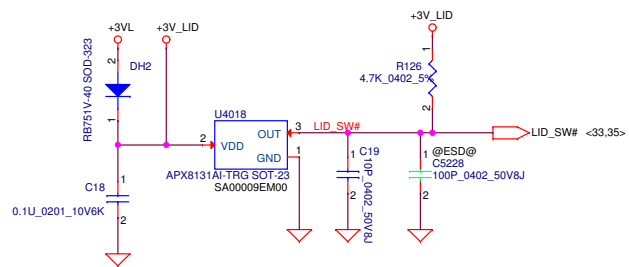 +3VL
+3V_LID
+3V_LID
2
DH2
RB751V-40 SOD-323
1
1
R126
4.7K_0402_5%
2
U4018
2
VDD
OUT
GND
3
1
LID_SW#
LID_SW#
<33,35>
APX8131AI-TRG SOT-23
SA00009EM00
1
C18
0.1U_0201_10V6K
2
1
C19
10P_0402_50V8J
2
@ESD@
1
C5228
100P_0402_50V8J
2